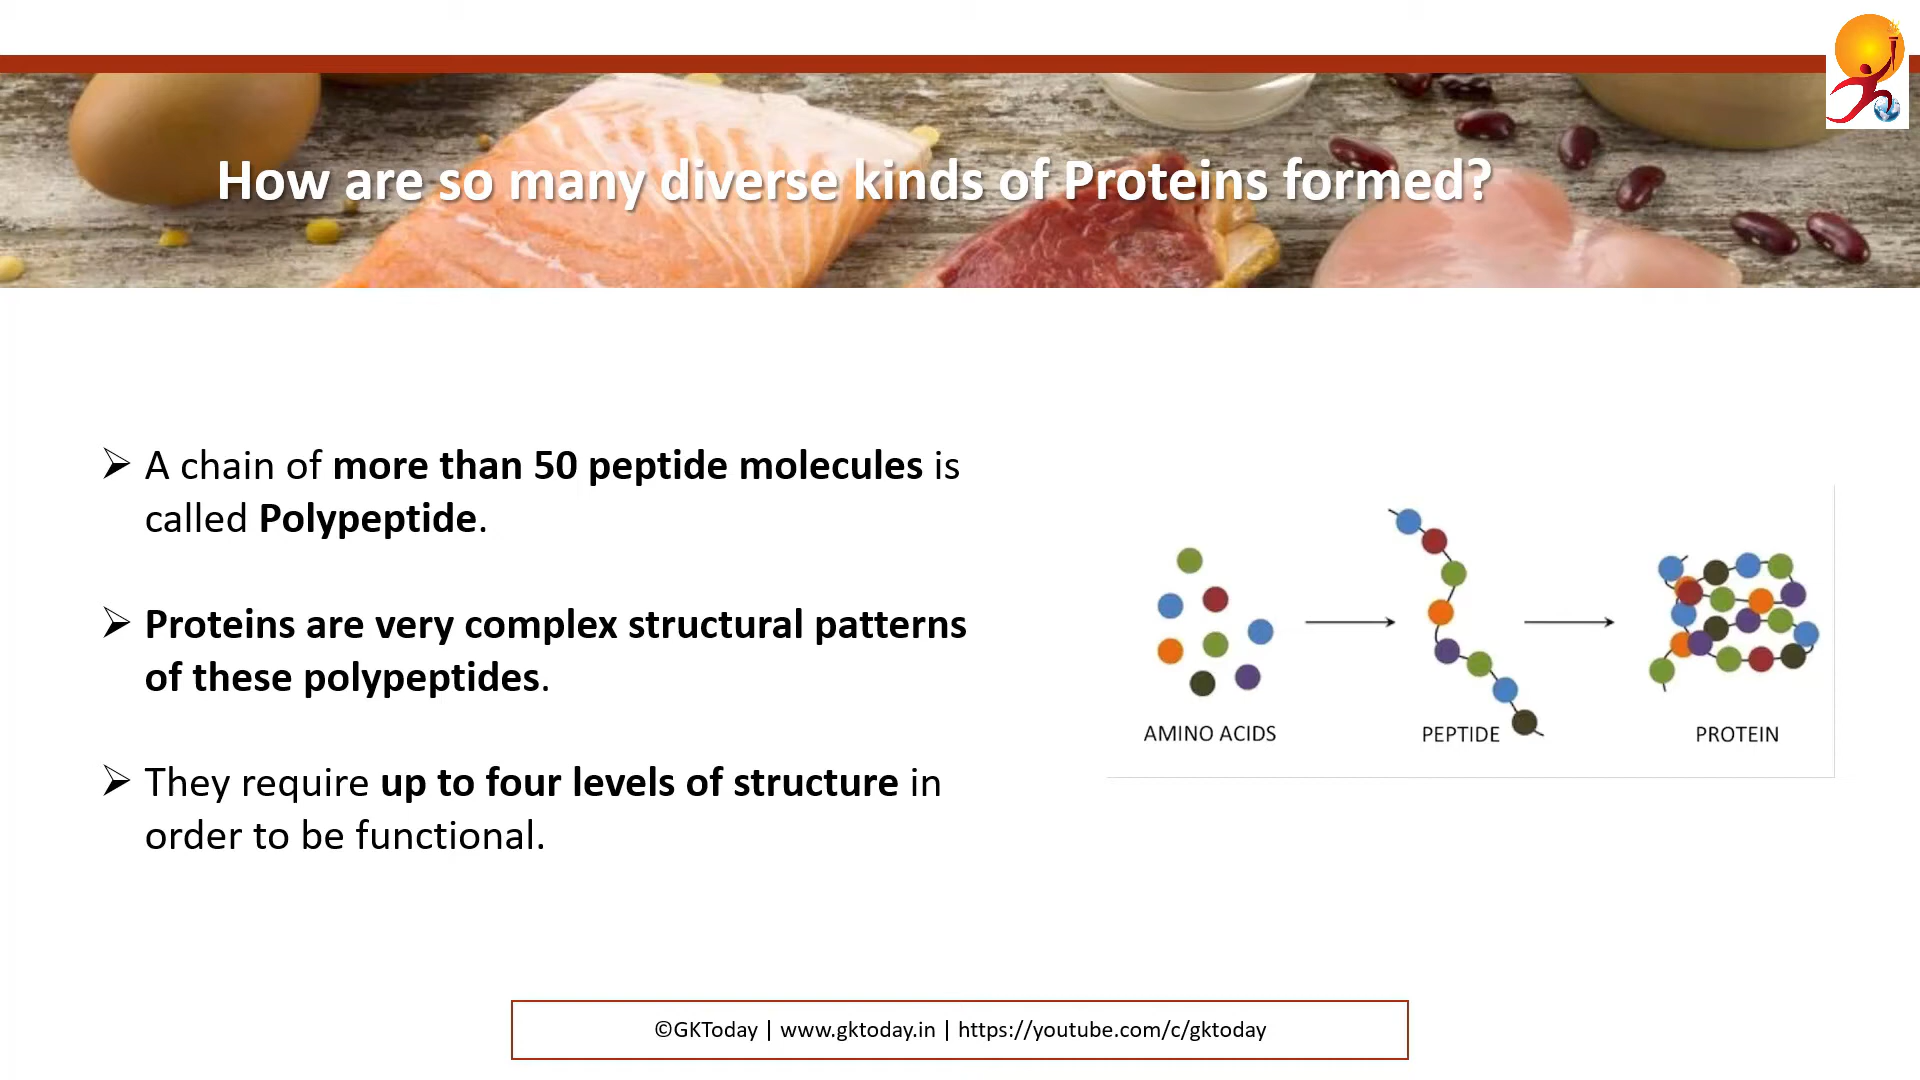 How are so many diverse kinds of Proteins formed?
➢ A chain of more than 50 peptide molecules is
called Polypeptide.
➢ Proteins are very complex structural patterns
of these polypeptides.
➢ They require up to four levels of structure in
order to be functional.
AMINO ACIDS
PEPTIDE
PROTEIN
©GKToday | www.gktoday.in | https://youtube.com/c/gktoday